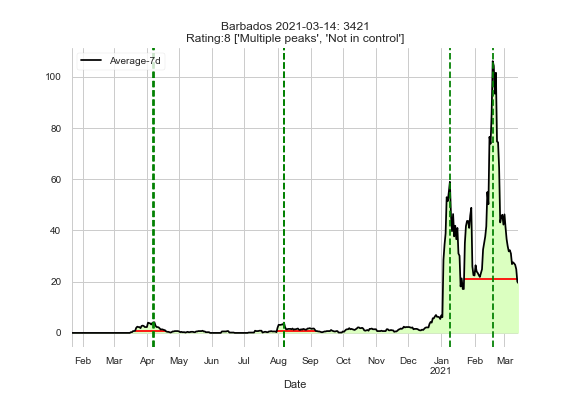 Barbados 2021-03-14: 3421
Rating:8 ['Multiple peaks', 'Not in control']
Average-7d
100
80
60
40
20
0
Feb Mar Apr May Jun Jul Aug Sep Oct Nov Dec Jan Feb Mar
2021
Date